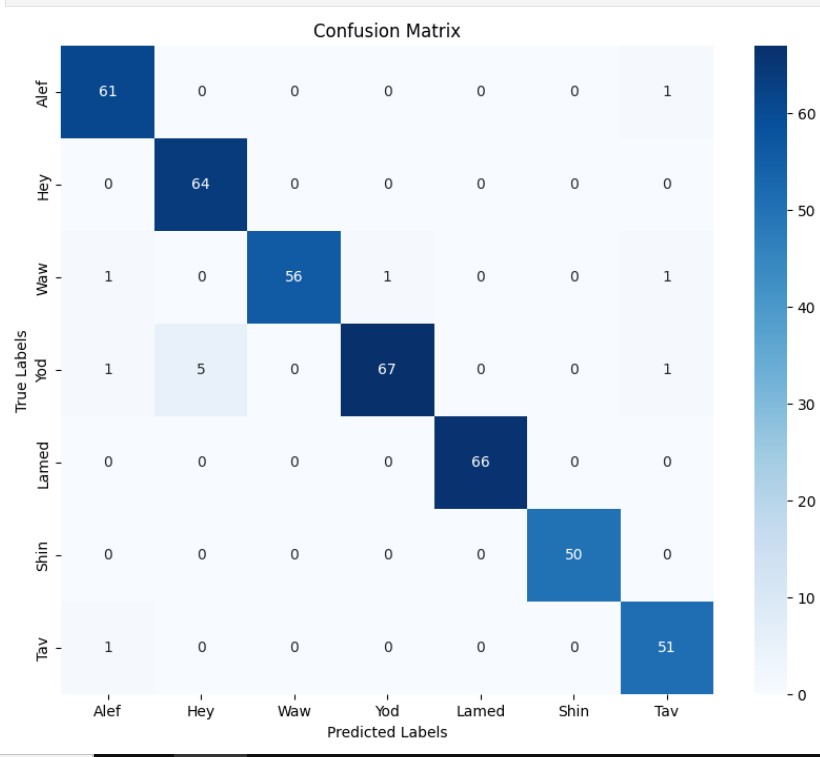 Confusion Matrix
Alef 61 0 0 0 0 0 1
Hey 0 64 0 0 0 0 0
Waw 1 0 56 1 0 0 1
Yod 1 5 0 67 0 0 1
Lamed 0 0 0 0 66 0 0
Shin 0 0 0 0 0 50 0
Tav 1 0 0 0 0 0 51
Alef Hey Waw Yod Lamed Shin Tav
Predicted Labels
True Labels
60
50
40
30
20
10
0